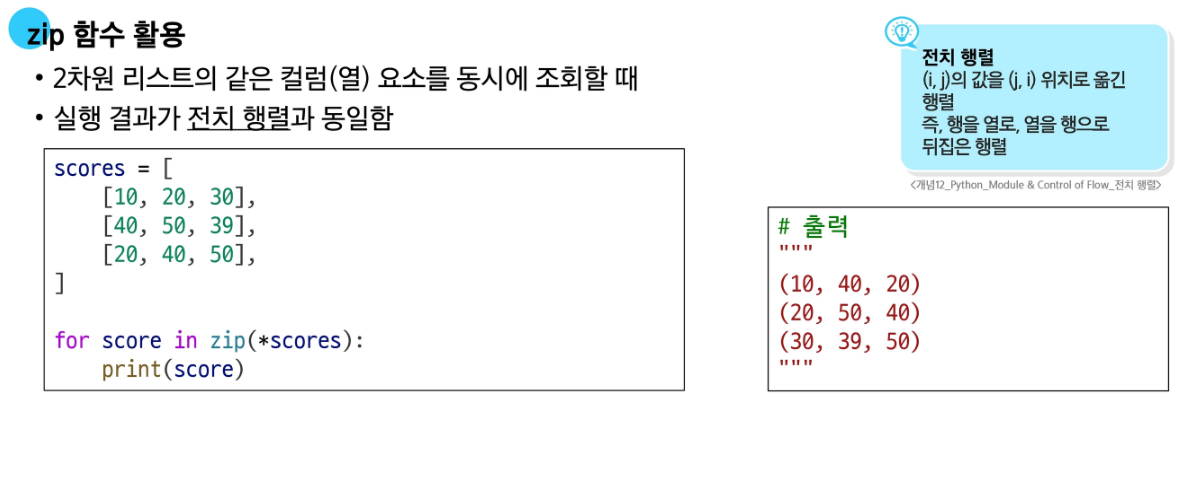 zip 함수 활용
• 2차원 리스트의 같은 컬럼(열) 요소를 동시에 조회할 때
• 실행 결과가 전치 행렬과 동일함
scores = [
    [10, 20, 30],
    [40, 50, 39],
    [20, 40, 50],
]

for score in zip(*scores):
    print(score)
전치 행렬
(i, j)의 값을 (j, i) 위치로 옮긴
행렬
즉, 행을 열로, 열을 행으로
뒤집은 행렬
<개념12_Python_Module & Control of Flow_전치 행렬>
# 출력
"""
(10, 40, 20)
(20, 50, 40)
(30, 39, 50)
"""